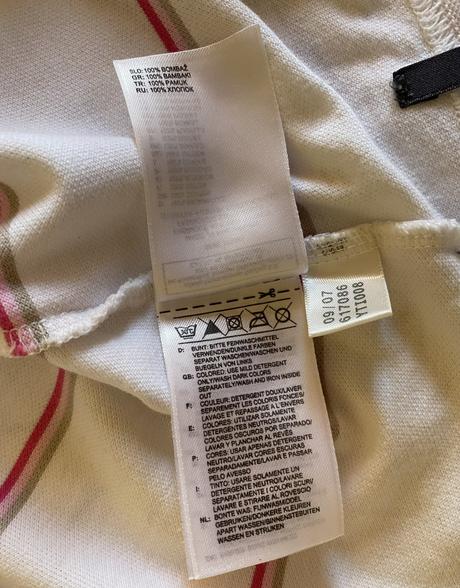 SLO: 100% BOMBAŽ
GR: 100% BAMBAKI
TR: 100% PAMUK
RU: 100% ХЛОПОК
09/07
617086
YTI008
D: BUNT: BITTE FEINWASCHMITTEL
VERWENDEN/DUNKLE FARBEN
SEPARAT WASCHEN/WASCHEN UND
BUEGELN VON LINKS
GB: COLORED: USE MILD DETERGENT
ONLY/WASH DARK COLORS
SEPARATELY/WASH AND IRON INSIDE
OUT
F: COULEUR: DETERGENT DOUX/LAVER
SEPAREMENT LES COLORIS FONCES/
LAVAGE ET REPASSAGE A L'ENVERS
E: COLORES: UTILIZAR SOLAMENTE
DETERGENTES NEUTROS/LAVAR
COLORES OSCUROS POR SEPARADO/
LAVAR Y PLANCHAR AL REVÉS
P: CORES: USAR APENAS DETERGENTE
NEUTRO/LAVAR CORES ESCURAS
SEPARADAMENTE/LAVAR E PASSAR
PELO AVESSO
I: TINTO: USARE SOLAMENTE UN
DETERGENTE NEUTRO/LAVARE
SEPARATAMENTE I COLORI SCURI/
LAVARE E STIRARE AL ROVESCIO
NL: BONTE WAS: FIJNWASMIDDEL
GEBRUIKEN/DONKERE KLEUREN
APART WASSEN/BINNENSTEBUITEN
WASSEN EN STRIJKEN